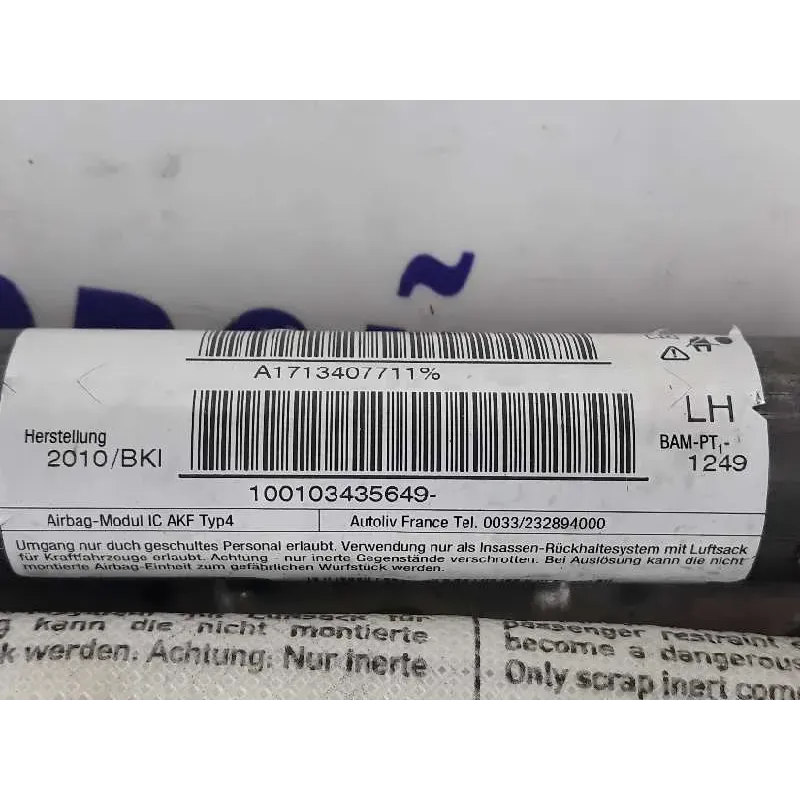 A1713407711%
LH
Herstellung
2010/BKI
BAM-PT1-
1249
100103435649-
Airbag-Modul IC AKF Typ4
Autoliv France Tel. 0033/232894000
Umgang nur duch geschultes Personal erlaubt. Verwendung nur als Insassen-Rückhaltesystem mit Luftsack
für Kraftfahrzeuge erlaubt. Achtung - nur inerte Gegenstände verschrotten. Bei Auslösung kann die nicht
montierte Airbag-Einheit zum gefährlichen Wurfstück werden.
Luftsack für
kann die nicht montierte
werden. Achtung: Nur inerte
passenger restraint
become a dangerous
Only scrap inert